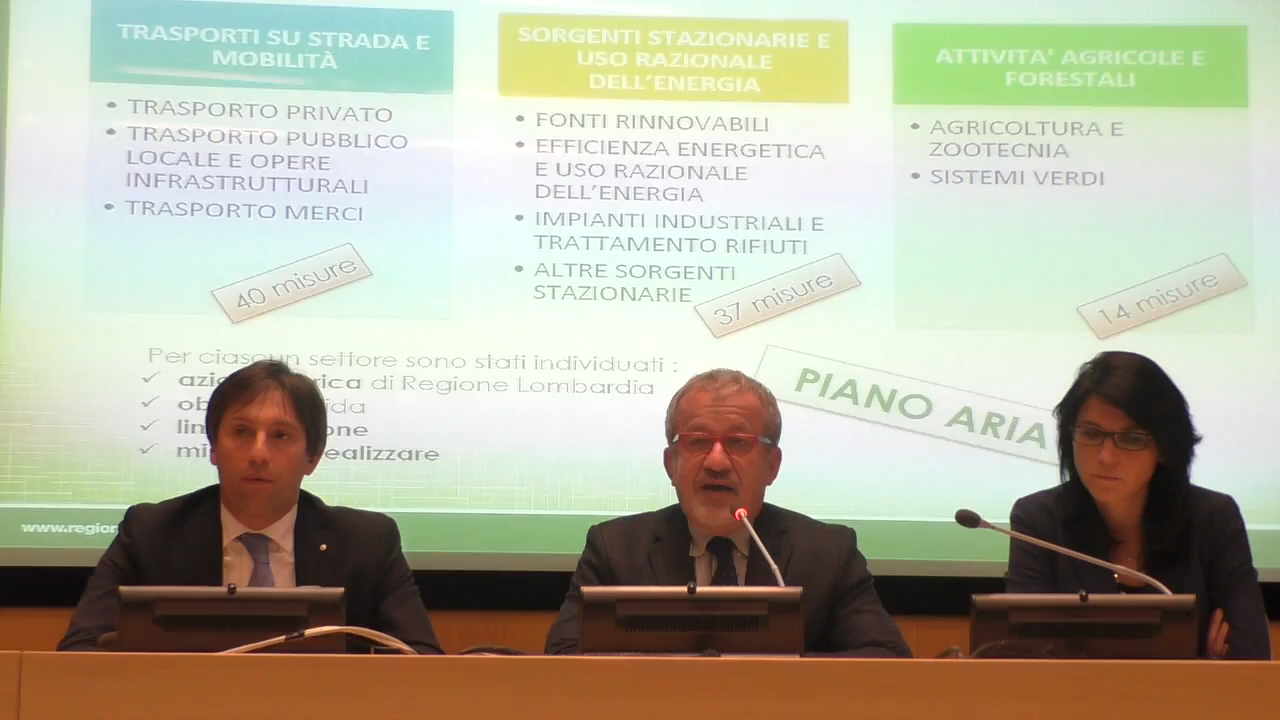 TRASPORTI SU STRADA E
MOBILITÀ
• TRASPORTO PRIVATO
• TRASPORTO PUBBLICO
LOCALE E OPERE
INFRASTRUTTURALI
• TRASPORTO MERCI
40 misure
SORGENTI STAZIONARIE E
USO RAZIONALE
DELL'ENERGIA
• FONTI RINNOVABILI
• EFFICIENZA ENERGETICA
E USO RAZIONALE
DELL'ENERGIA
• IMPIANTI INDUSTRIALI E
TRATTAMENTO RIFIUTI
• ALTRE SORGENTI
STAZIONARIE
37 misure
ATTIVITA' AGRICOLE E
FORESTALI
• AGRICOLTURA E
ZOOTECNIA
• SISTEMI VERDI
14 misure
Per ciascun settore sono stati individuati :
✓ di Regione Lombardia
PIANO ARIA